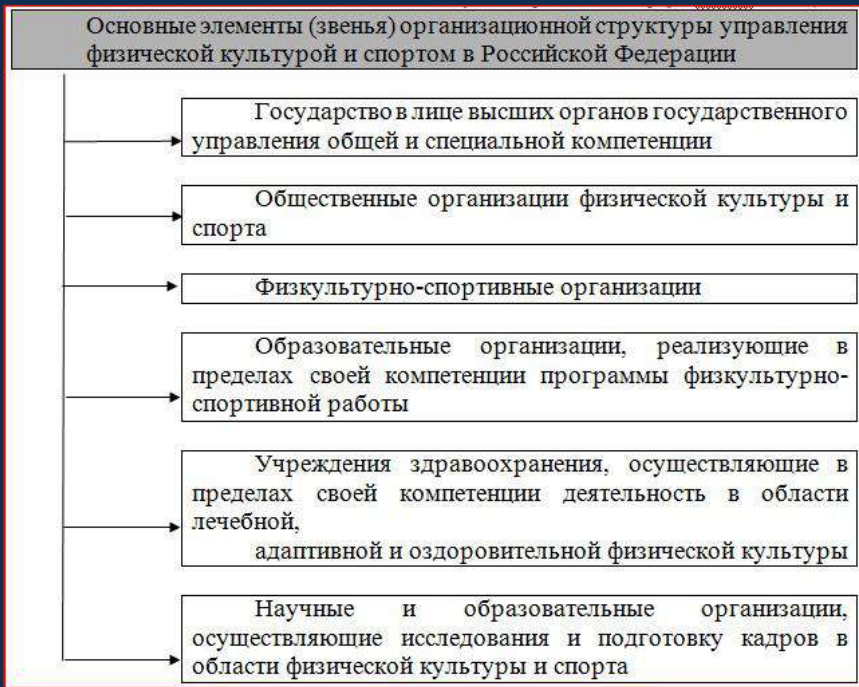 Основные элементы (звенья) организационной структуры управления
физической культурой и спортом в Российской Федерации
Государство в лице высших органов государственного
управления общей и специальной компетенции
Общественные организации физической культуры и
спорта
Физкультурно-спортивные организации
Образовательные организации, реализующие в
пределах своей компетенции программы физкультурно-
спортивной работы
Учреждения здравоохранения, осуществляющие в
пределах своей компетенции деятельность в области
лечебной,
адаптивной и оздоровительной физической культуры
Научные и образовательные организации,
осуществляющие исследования и подготовку кадров в
области физической культуры и спорта